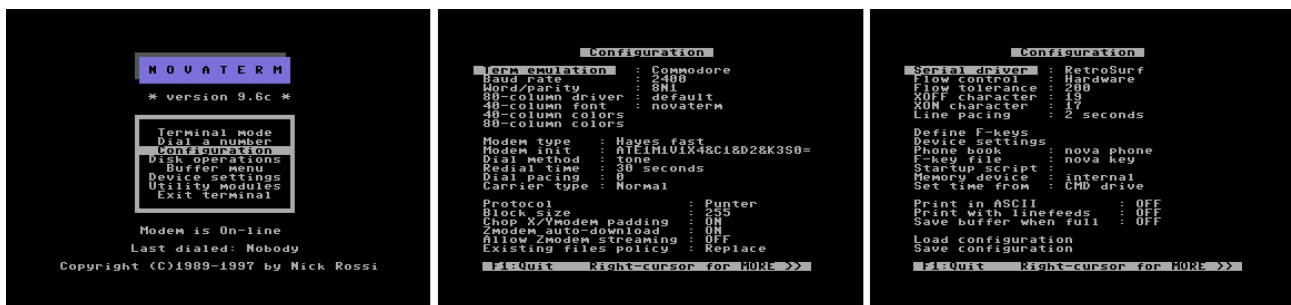 N O V A T E R M
* version 9.6c *
Terminal mode
Dial a number
Configuration
Disk operations
Buffer menu
Device settings
Utility modules
Exit terminal
Modem is On-line
Last dialed: Nobody
Copyright (C)1989-1997 by Nick Rossi
Configuration
Term emulation : Commodore
Baud rate : 2400
Word/parity : 8N1
80-column driver : default
40-column font : novaterm
40-column colors
80-column colors
Modem type : Hayes fast
Modem init : ATE1M1V1X4&C1&D2&K3S0=
Dial method : tone
Redial time : 30 seconds
Dial pacing : 0
Carrier type : Normal
Protocol : Punter
Block size : 255
Chop X/Ymodem padding : ON
Zmodem auto-download : ON
Allow Zmodem streaming : OFF
Existing files policy : Replace
F1:Quit Right-cursor for MORE >>
Configuration
Serial driver : RetroSurf
Flow control : Hardware
Flow tolerance : 200
XOFF character : 19
XON character : 17
Line pacing : 2 seconds
Define F-keys
Device settings
Phone book : nova phone
F-key file : nova key
Startup script :
Memory device : internal
Set time from : CMD drive
Print in ASCII : OFF
Print with linefeeds : OFF
Save buffer when full : OFF
Load configuration
Save configuration
F1:Quit Right-cursor for MORE >>